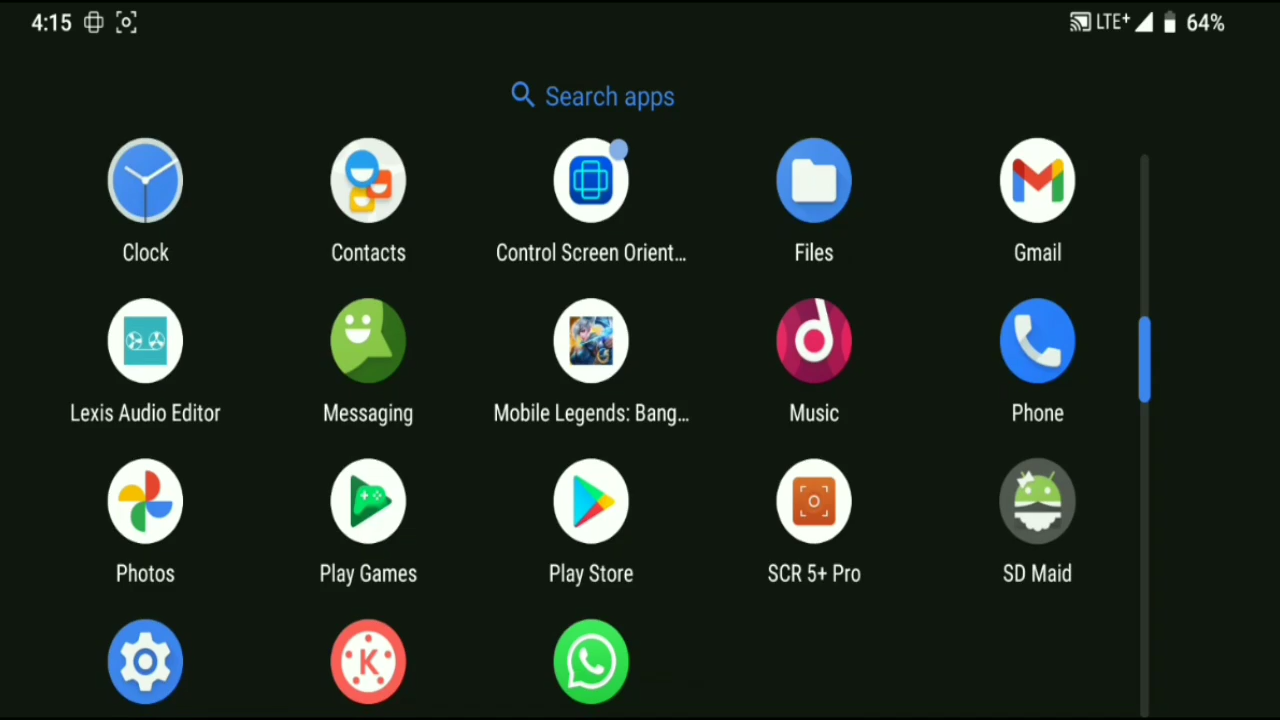 4:15 LTE+ 64%
Search apps
Clock Contacts Control Screen Orient... Files Gmail
Lexis Audio Editor Messaging Mobile Legends: Bang... Music Phone
Photos Play Games Play Store SCR 5+ Pro SD Maid
K